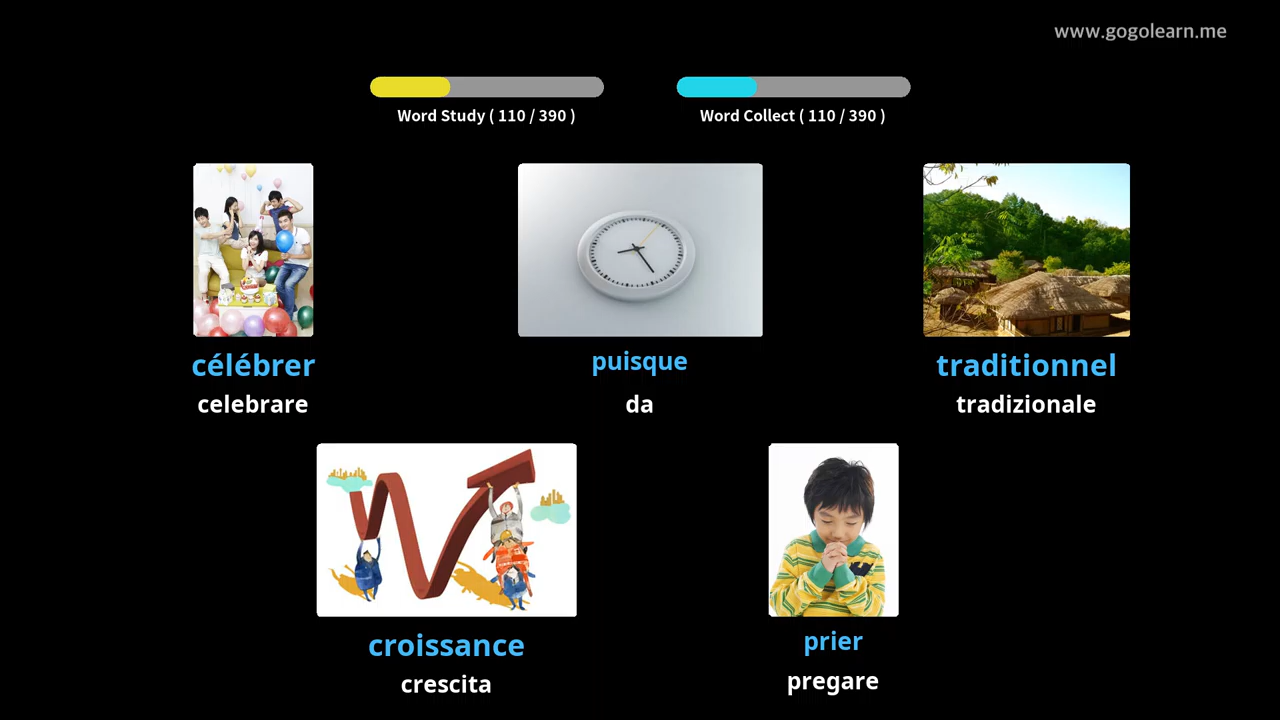 www.gogolearn.me
Word Study ( 110 / 390 )
Word Collect ( 110 / 390 )
célébrer
celebrare
puisque
da
traditionnel
tradizionale
croissance
crescita
prier
pregare